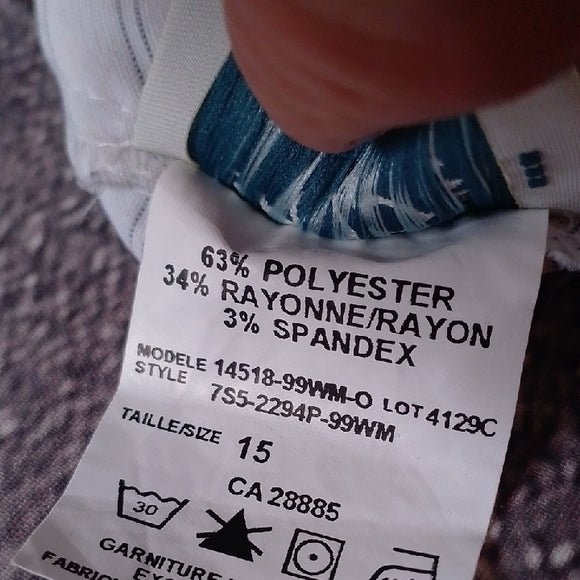 63% POLYESTER
34% RAYONNE/RAYON
3% SPANDEX
MODELE 14518-99WM-O LOT 4129C
STYLE 7S5-2294P-99WM
TAILLE/SIZE 15
CA 28885
30
GARNITURE